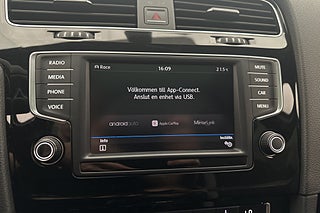 RADIO
MEDIA
PHONE
VOICE
Race 16:09 21.5°
Välkommen till App-Connect.
Anslut en enhet via USB.
androidauto Apple CarPlay MirrorLink
Info Inställn.
MUTE
SOUND
CAR
MENU